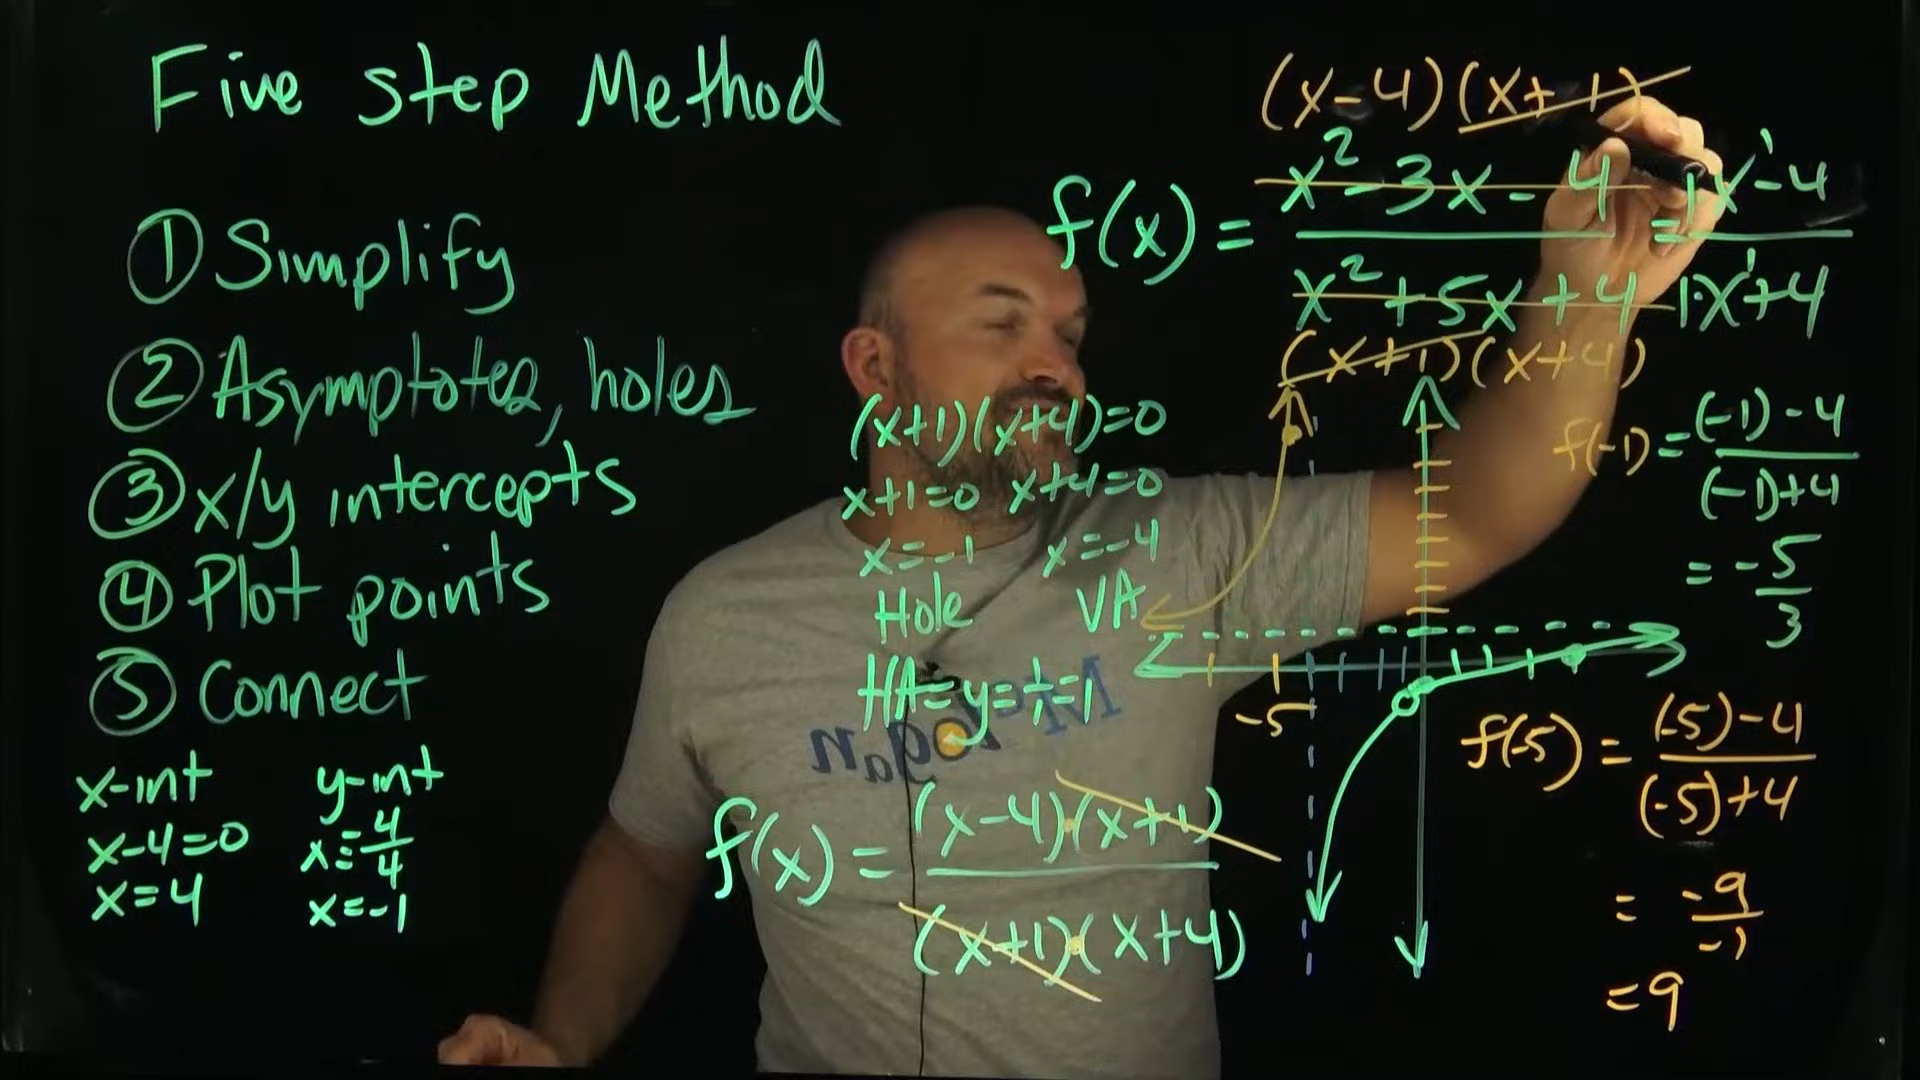 Five step Method
① Simplify
② Asymptotes, holes
③ x/y intercepts
④ Plot points
⑤ Connect
x-int
x-4=0
x=4
y-int
x=-4/4
x=-1
(x-4)(x+1)
f(x) = x²-3x-4 / x²+5x+4 = 1x¹-4 / 1·x¹+4
(x+1)(x+4)
(x+1)(x+4)=0
x+1=0 x+4=0
x=-1 x=-4
Hole VA
HA=y=1/1=1
f(x) = (x-4)·(x+1) / (x+1)·(x+4)
-5
f(-1) = (-1)-4 / (-1)+4
= -5/3
f(-5) = (-5)-4 / (-5)+4
= -9/-1
=9